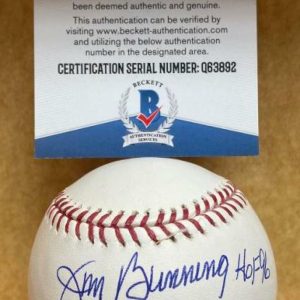 been deemed authentic and genuine.
This authentication can be verified by
visiting www.beckett-authentication.com
and utilizing the below authentication
number in the designated area.
CERTIFICATION SERIAL NUMBER: Q63892
BECKETT
B
AUTHENTICATION
SERVICES
Jim Bunning HOF 96